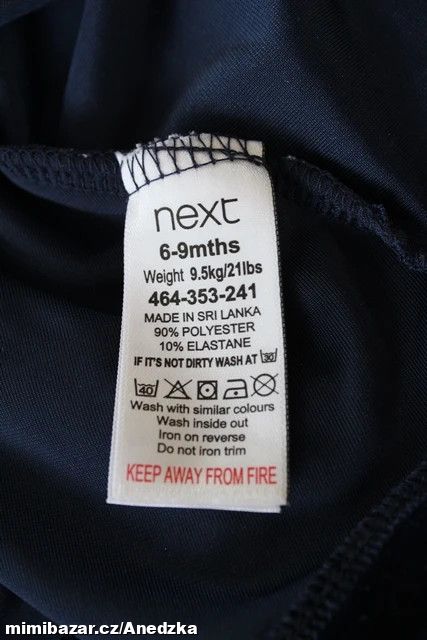 next
6-9mths
Weight 9.5kg/21lbs
464-353-241
MADE IN SRI LANKA
90% POLYESTER
10% ELASTANE
IF IT'S NOT DIRTY WASH AT 30
40
Wash with similar colours
Wash inside out
Iron on reverse
Do not iron trim
KEEP AWAY FROM FIRE
mimibazar.cz/Anedzka